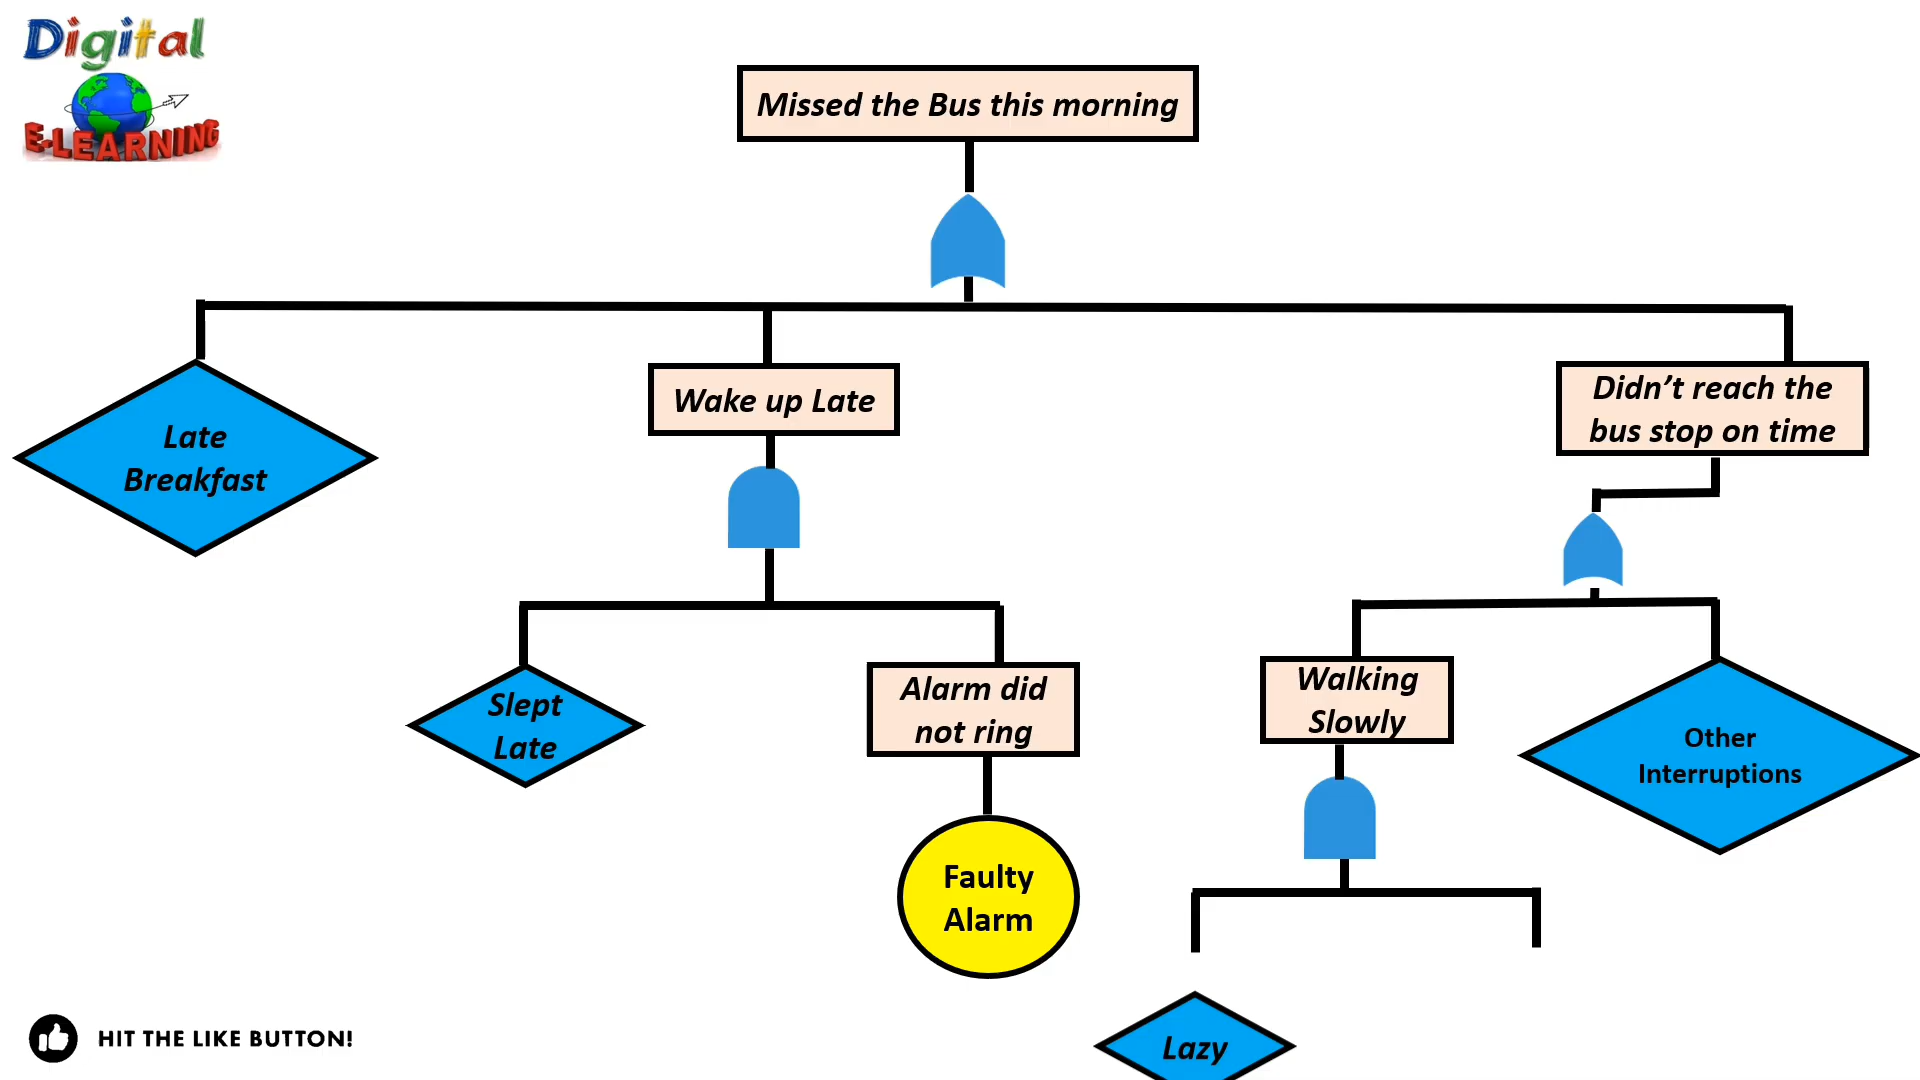 Digital
E-LEARNING
Missed the Bus this morning
Late
Breakfast
Wake up Late
Didn’t reach the
bus stop on time
Slept
Late
Alarm did
not ring
Walking
Slowly
Other
Interruptions
Faulty
Alarm
Lazy
HIT THE LIKE BUTTON!